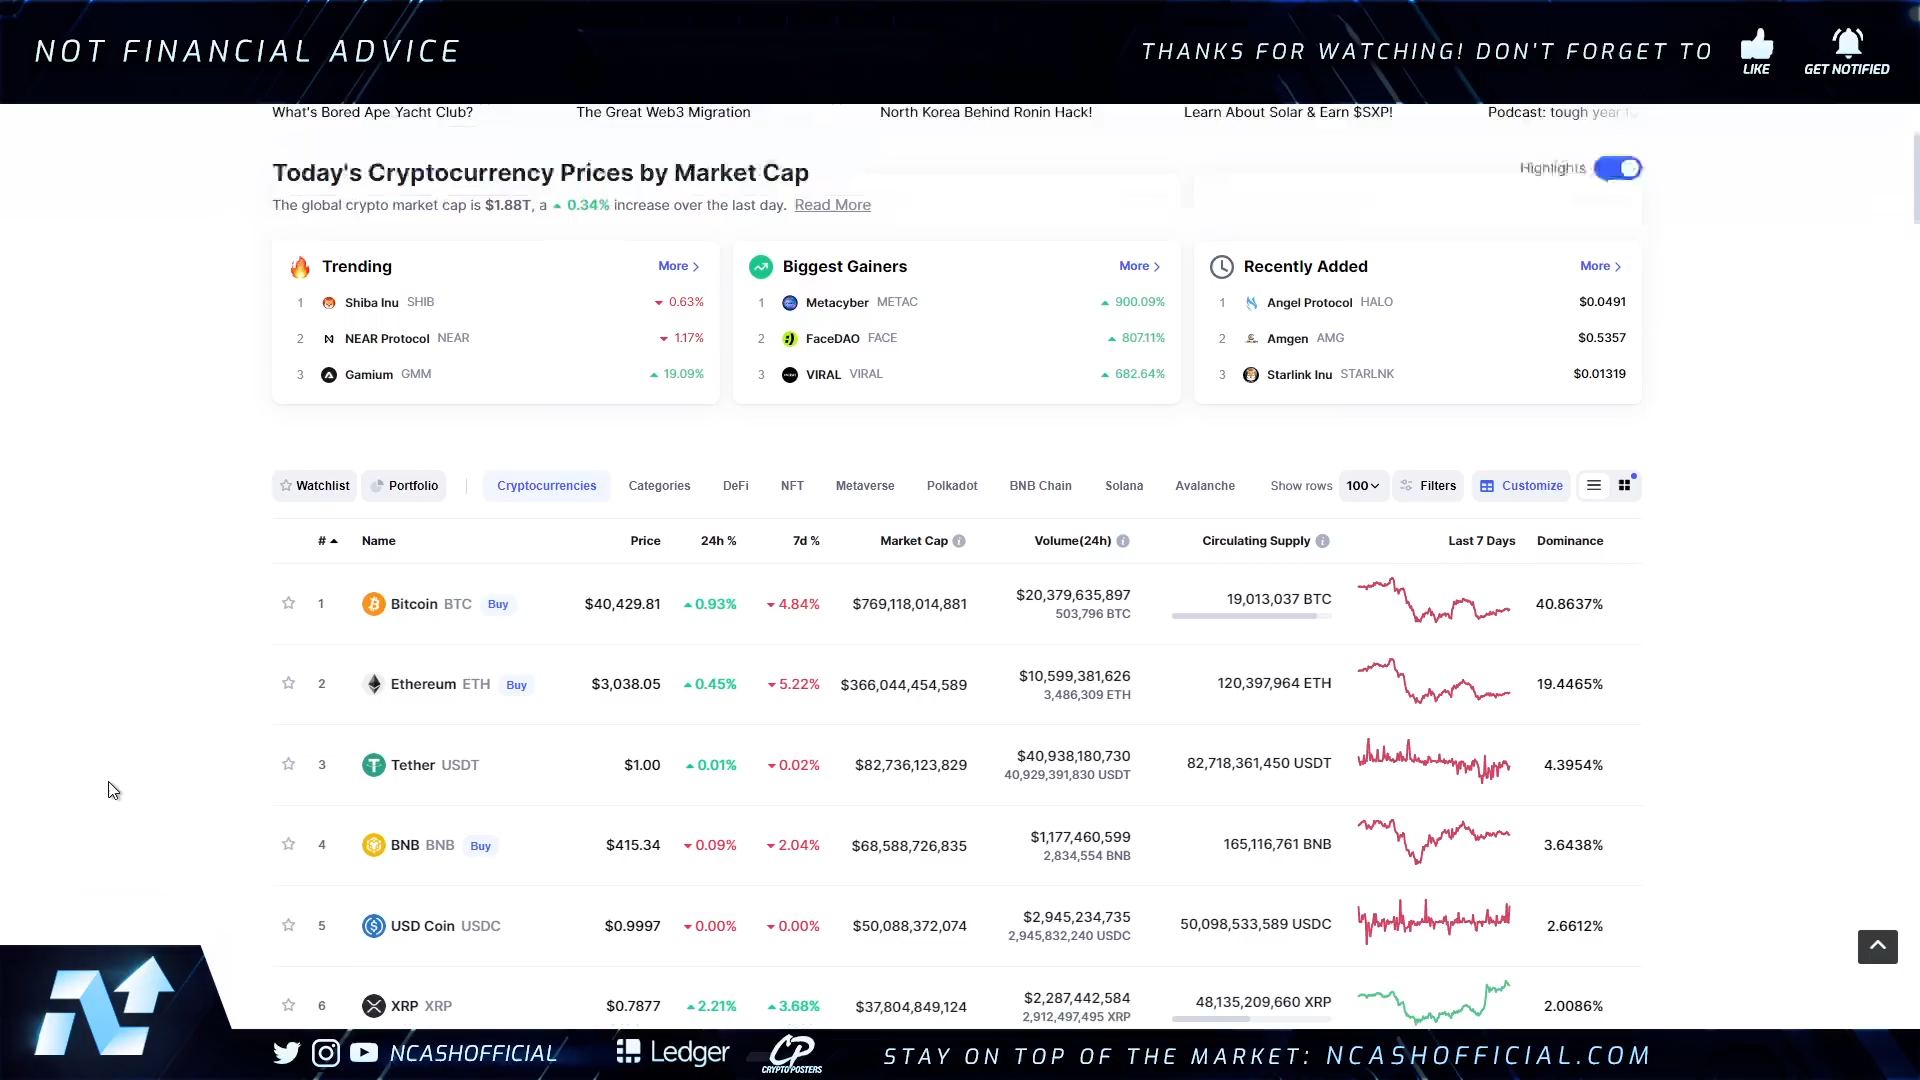 NOT FINANCIAL ADVICE
THANKS FOR WATCHING! DON'T FORGET TO
LIKE
GET NOTIFIED
What's Bored Ape Yacht Club? The Great Web3 Migration North Korea Behind Ronin Hack! Learn About Solar & Earn $SXP! Podcast: tough year
Today's Cryptocurrency Prices by Market Cap
Highlights
The global crypto market cap is $1.88T, a 0.34% increase over the last day. Read More
Trending More
1 Shiba Inu SHIB 0.63%
2 NEAR Protocol NEAR 1.17%
3 Gamium GMM 19.09%
Biggest Gainers More
1 Metacyber METAC 900.09%
2 FaceDAO FACE 807.11%
3 VIRAL VIRAL 682.64%
Recently Added More
1 Angel Protocol HALO $0.0491
2 Amgen AMG $0.5357
3 Starlink Inu STARLNK $0.01319
Watchlist Portfolio Cryptocurrencies Categories DeFi NFT Metaverse Polkadot BNB Chain Solana Avalanche Show rows 100 Filters Customize
# Name Price 24h % 7d % Market Cap Volume(24h) Circulating Supply Last 7 Days Dominance
1 Bitcoin BTC Buy $40,429.81 0.93% 4.84% $769,118,014,881 $20,379,635,897 19,013,037 BTC 40.8637%
503,796 BTC
2 Ethereum ETH Buy $3,038.05 0.45% 5.22% $366,044,454,589 $10,599,381,626 120,397,964 ETH 19.4465%
3,486,309 ETH
3 Tether USDT $1.00 0.01% 0.02% $82,736,123,829 $40,938,180,730 82,718,361,450 USDT 4.3954%
40,929,391,830 USDT
4 BNB BNB Buy $415.34 0.09% 2.04% $68,588,726,835 $1,177,460,599 165,116,761 BNB 3.6438%
2,834,554 BNB
5 USD Coin USDC $0.9997 0.00% 0.00% $50,088,372,074 $2,945,234,735 50,098,533,589 USDC 2.6612%
2,945,832,240 USDC
6 XRP XRP $0.7877 2.21% 3.68% $37,804,849,124 $2,287,442,584 48,135,209,660 XRP 2.0086%
2,912,497,495 XRP
NCASHOFFICIAL Ledger CP CRYPTO POSTERS STAY ON TOP OF THE MARKET: NCASHOFFICIAL.COM